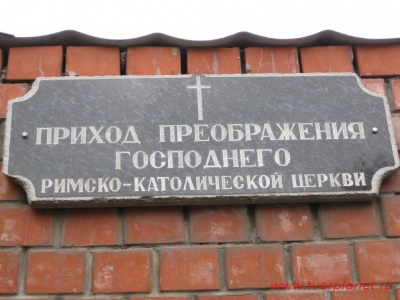 ПРИХОД ПРЕОБРАЖЕНИЯ
ГОСПОДНЕГО
РИМСКО-КАТОЛИЧЕСКОЙ ЦЕРКВИ